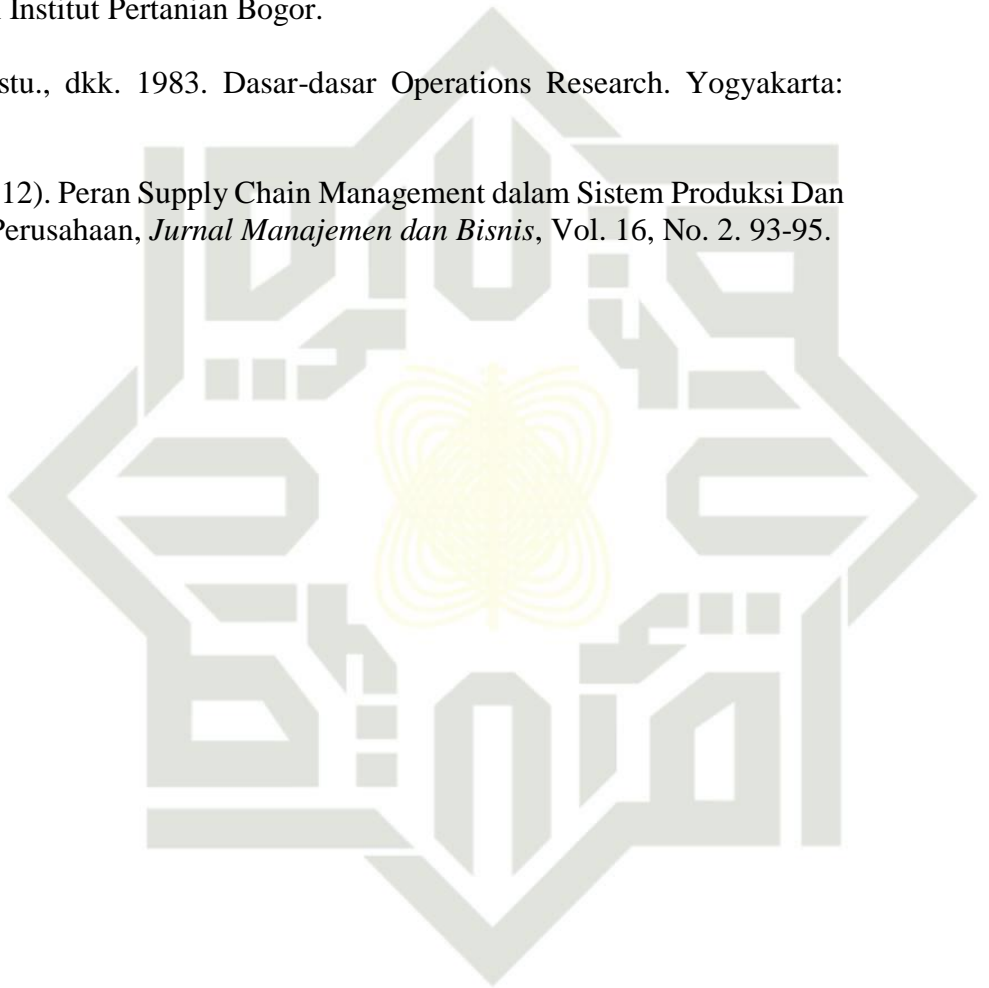 Institut Pertanian Bogor.
stu., dkk. 1983. Dasar-dasar Operations Research. Yogyakarta:
12). Peran Supply Chain Management dalam Sistem Produksi Dan
Perusahaan, Jurnal Manajemen dan Bisnis, Vol. 16, No. 2. 93-95.